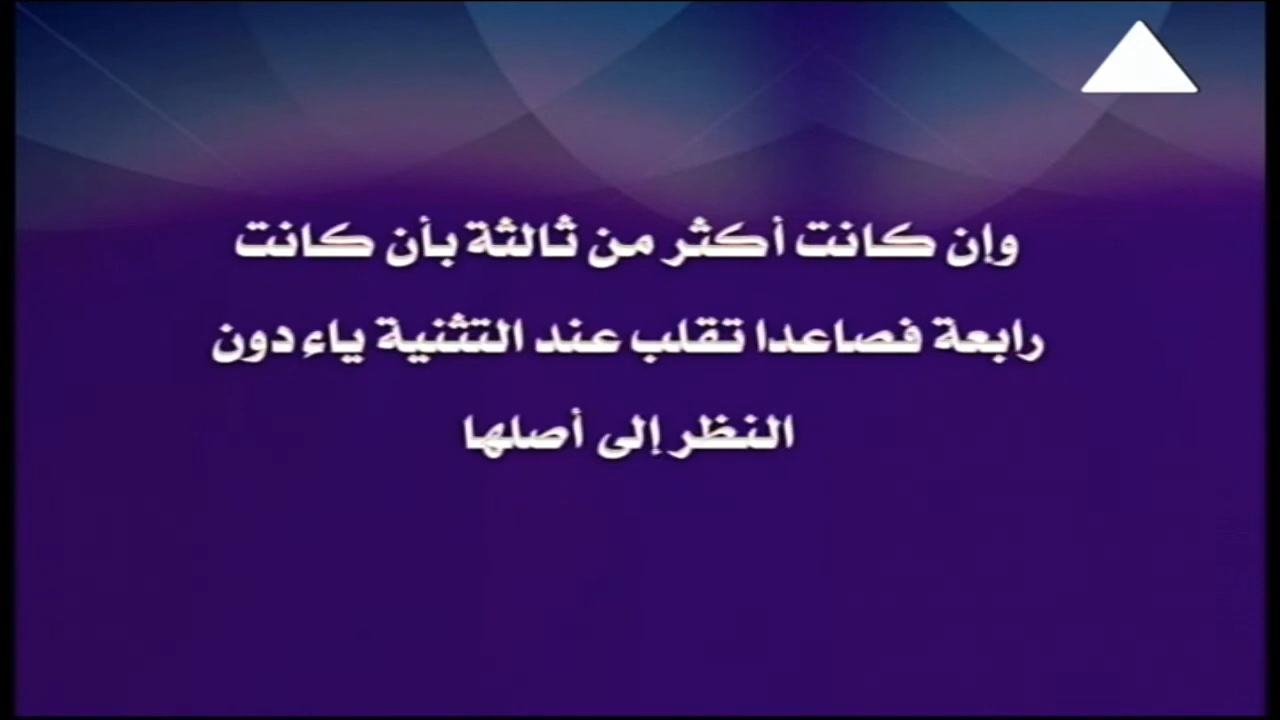 وإن كانت أكثر من ثالثة بأن كانت
رابعة فصاعدا تقلب عند التثنية ياء دون
النظر إلى أصلها